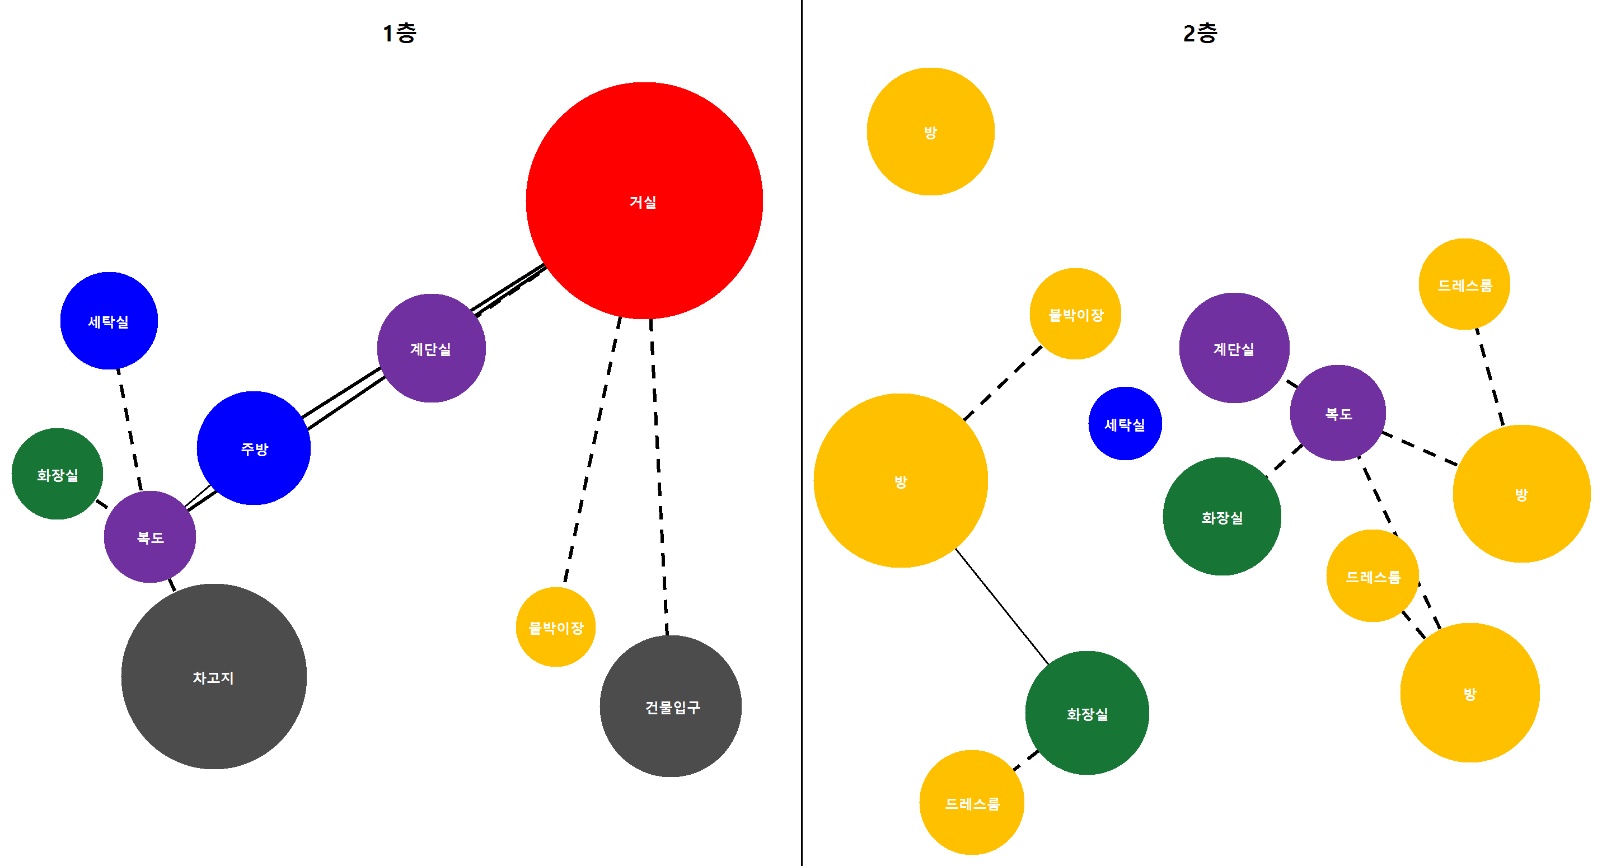 1층
거실
세탁실
계단실
주방
화장실
복도
차고지
붙박이장
건물입구
2층
방
드레스룸
붙박이장
계단실
복도
세탁실
방
방
화장실
드레스룸
방
화장실
드레스룸